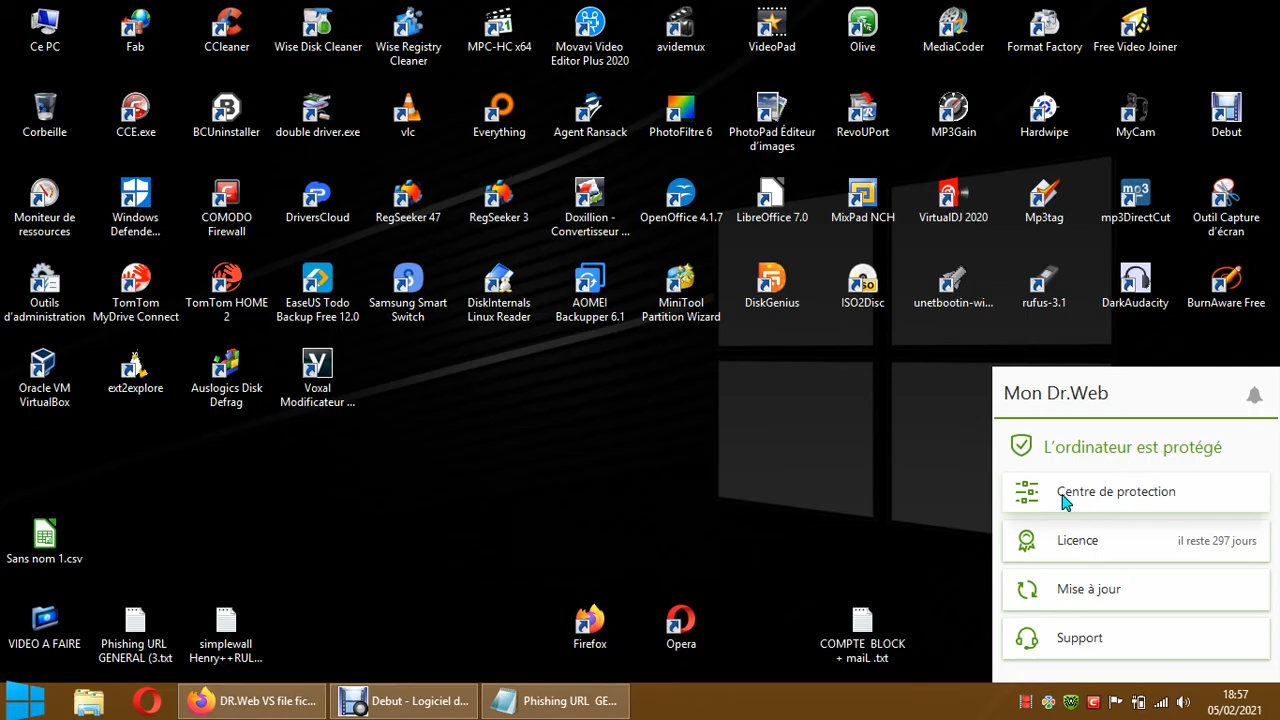 Ce PC
Fab
CCleaner
Wise Disk Cleaner
Wise Registry
Cleaner
MPC-HC x64
Movavi Video
Editor Plus 2020
avidemux
VideoPad
Olive
MediaCoder
Format Factory
Free Video Joiner
Corbeille
CCE.exe
BCUninstaller
double driver.exe
vlc
Everything
Agent Ransack
PhotoFiltre 6
PhotoPad Éditeur
d'images
RevoUPort
MP3Gain
Hardwipe
MyCam
Debut
Moniteur de
ressources
Windows
Defende...
COMODO
Firewall
DriversCloud
RegSeeker 47
RegSeeker 3
Doxillion -
Convertisseur ...
OpenOffice 4.1.7
LibreOffice 7.0
MixPad NCH
VirtualDJ 2020
Mp3tag
mp3DirectCut
Outil Capture
d'écran
Outils
d'administration
TomTom
MyDrive Connect
TomTom HOME
2
EaseUS Todo
Backup Free 12.0
Samsung Smart
Switch
DiskInternals
Linux Reader
AOMEI
Backupper 6.1
MiniTool
Partition Wizard
DiskGenius
ISO2Disc
unetbootin-wi...
rufus-3.1
DarkAudacity
BurnAware Free
Oracle VM
VirtualBox
ext2explore
Auslogics Disk
Defrag
Voxal
Modificateur ...
Mon Dr.Web
L'ordinateur est protégé
Centre de protection
Licence il reste 297 jours
Mise à jour
Support
Sans nom 1.csv
VIDEO A FAIRE
Phishing URL
GENERAL (3.txt
simplewall
Henry++RUL...
Firefox
Opera
COMPTE BLOCK
+ maiL .txt
DR.Web VS file fic...
Debut - Logiciel d...
Phishing URL GE...
18:57
05/02/2021